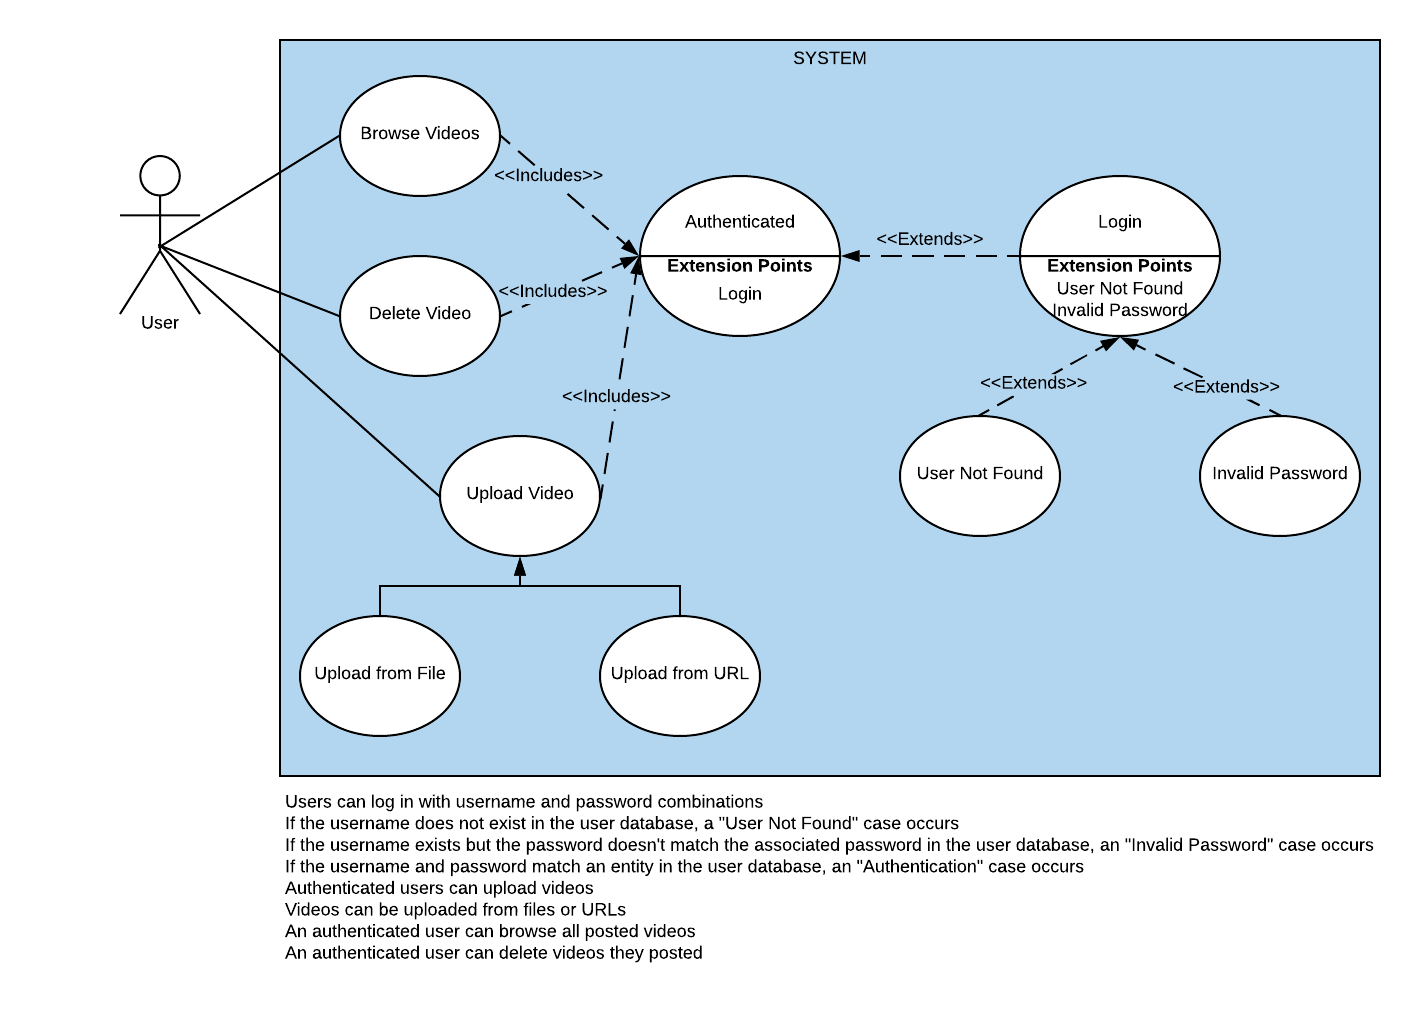 SYSTEM
Browse Videos
<<Includes>>
Authenticated
Login
<<Extends>>
Extension Points
Login
Extension Points
User Not Found
Invalid Password
Delete Video
<<Includes>>
User
<<Includes>>
<<Extends>>
<<Extends>>
Upload Video
User Not Found
Invalid Password
Upload from File
Upload from URL
Users can log in with username and password combinations
If the username does not exist in the user database, a "User Not Found" case occurs
If the username exists but the password doesn't match the associated password in the user database, an "Invalid Password" case occurs
If the username and password match an entity in the user database, an "Authentication" case occurs
Authenticated users can upload videos
Videos can be uploaded from files or URLs
An authenticated user can browse all posted videos
An authenticated user can delete videos they posted